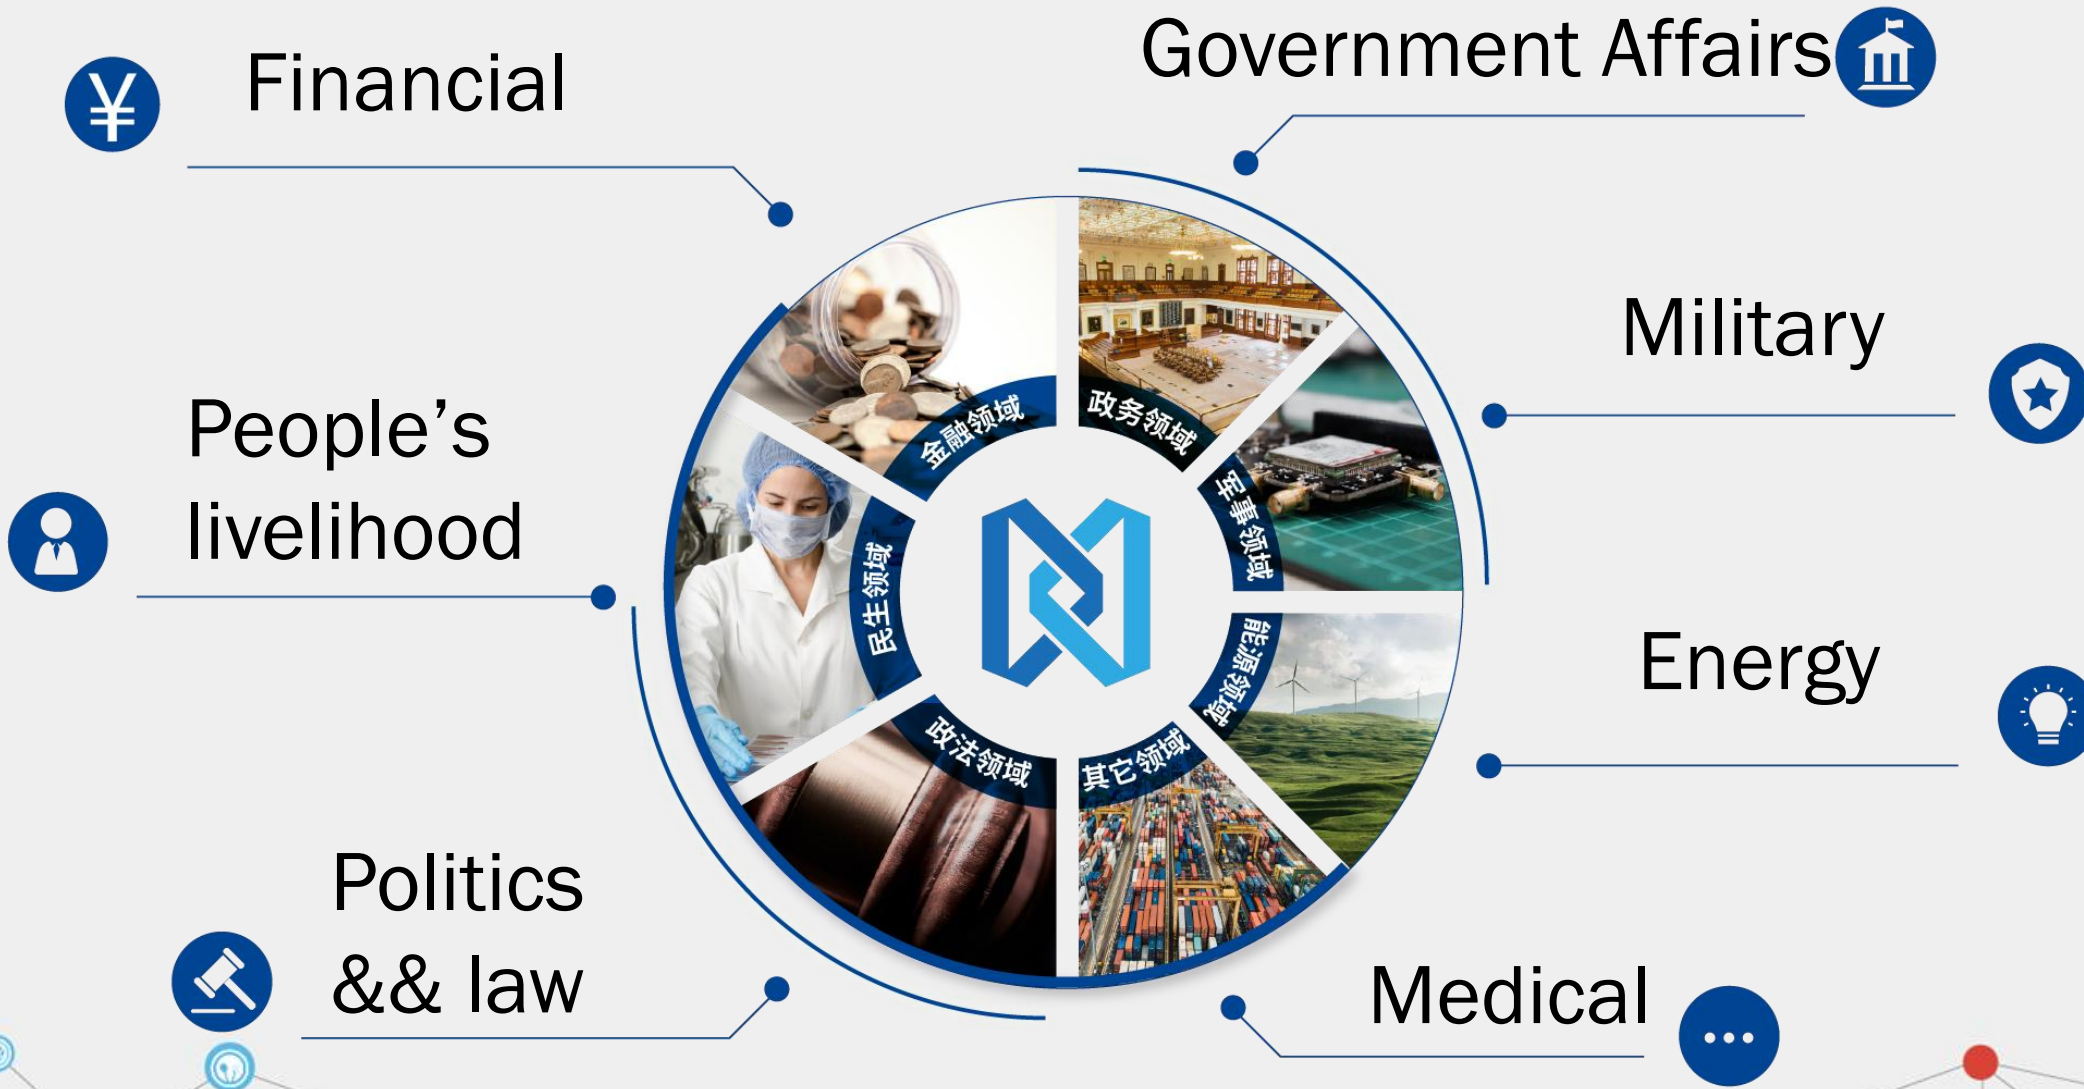 Financial
Government Affairs
Military
People’s
livelihood
Energy
Politics
&& law
Medical
金融领域
政务领域
军事领域
民生领域
能源领域
政法领域
其它领域
¥